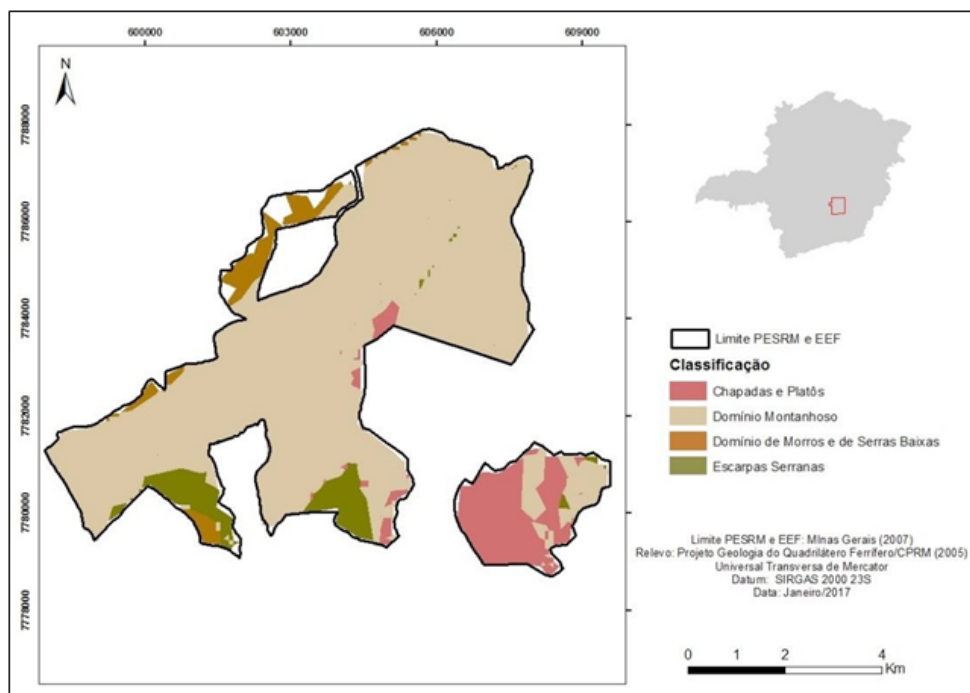 600000
603000
606000
609000
N
7788000
7786000
7784000
7782000
7780000
7778000
Limite PESRM e EEF
Classificação
Chapadas e Platôs
Domínio Montanhoso
Domínio de Morros e de Serras Baixas
Escarpas Serranas
Limite PESRM e EEF: MInas Gerais (2007)
Relevo: Projeto Geologia do Quadrilátero Ferrífero/CPRM (2005)
Universal Transversa de Mercator
Datum: SIRGAS 2000 23S
Data: Janeiro/2017
0 1 2 4
Km